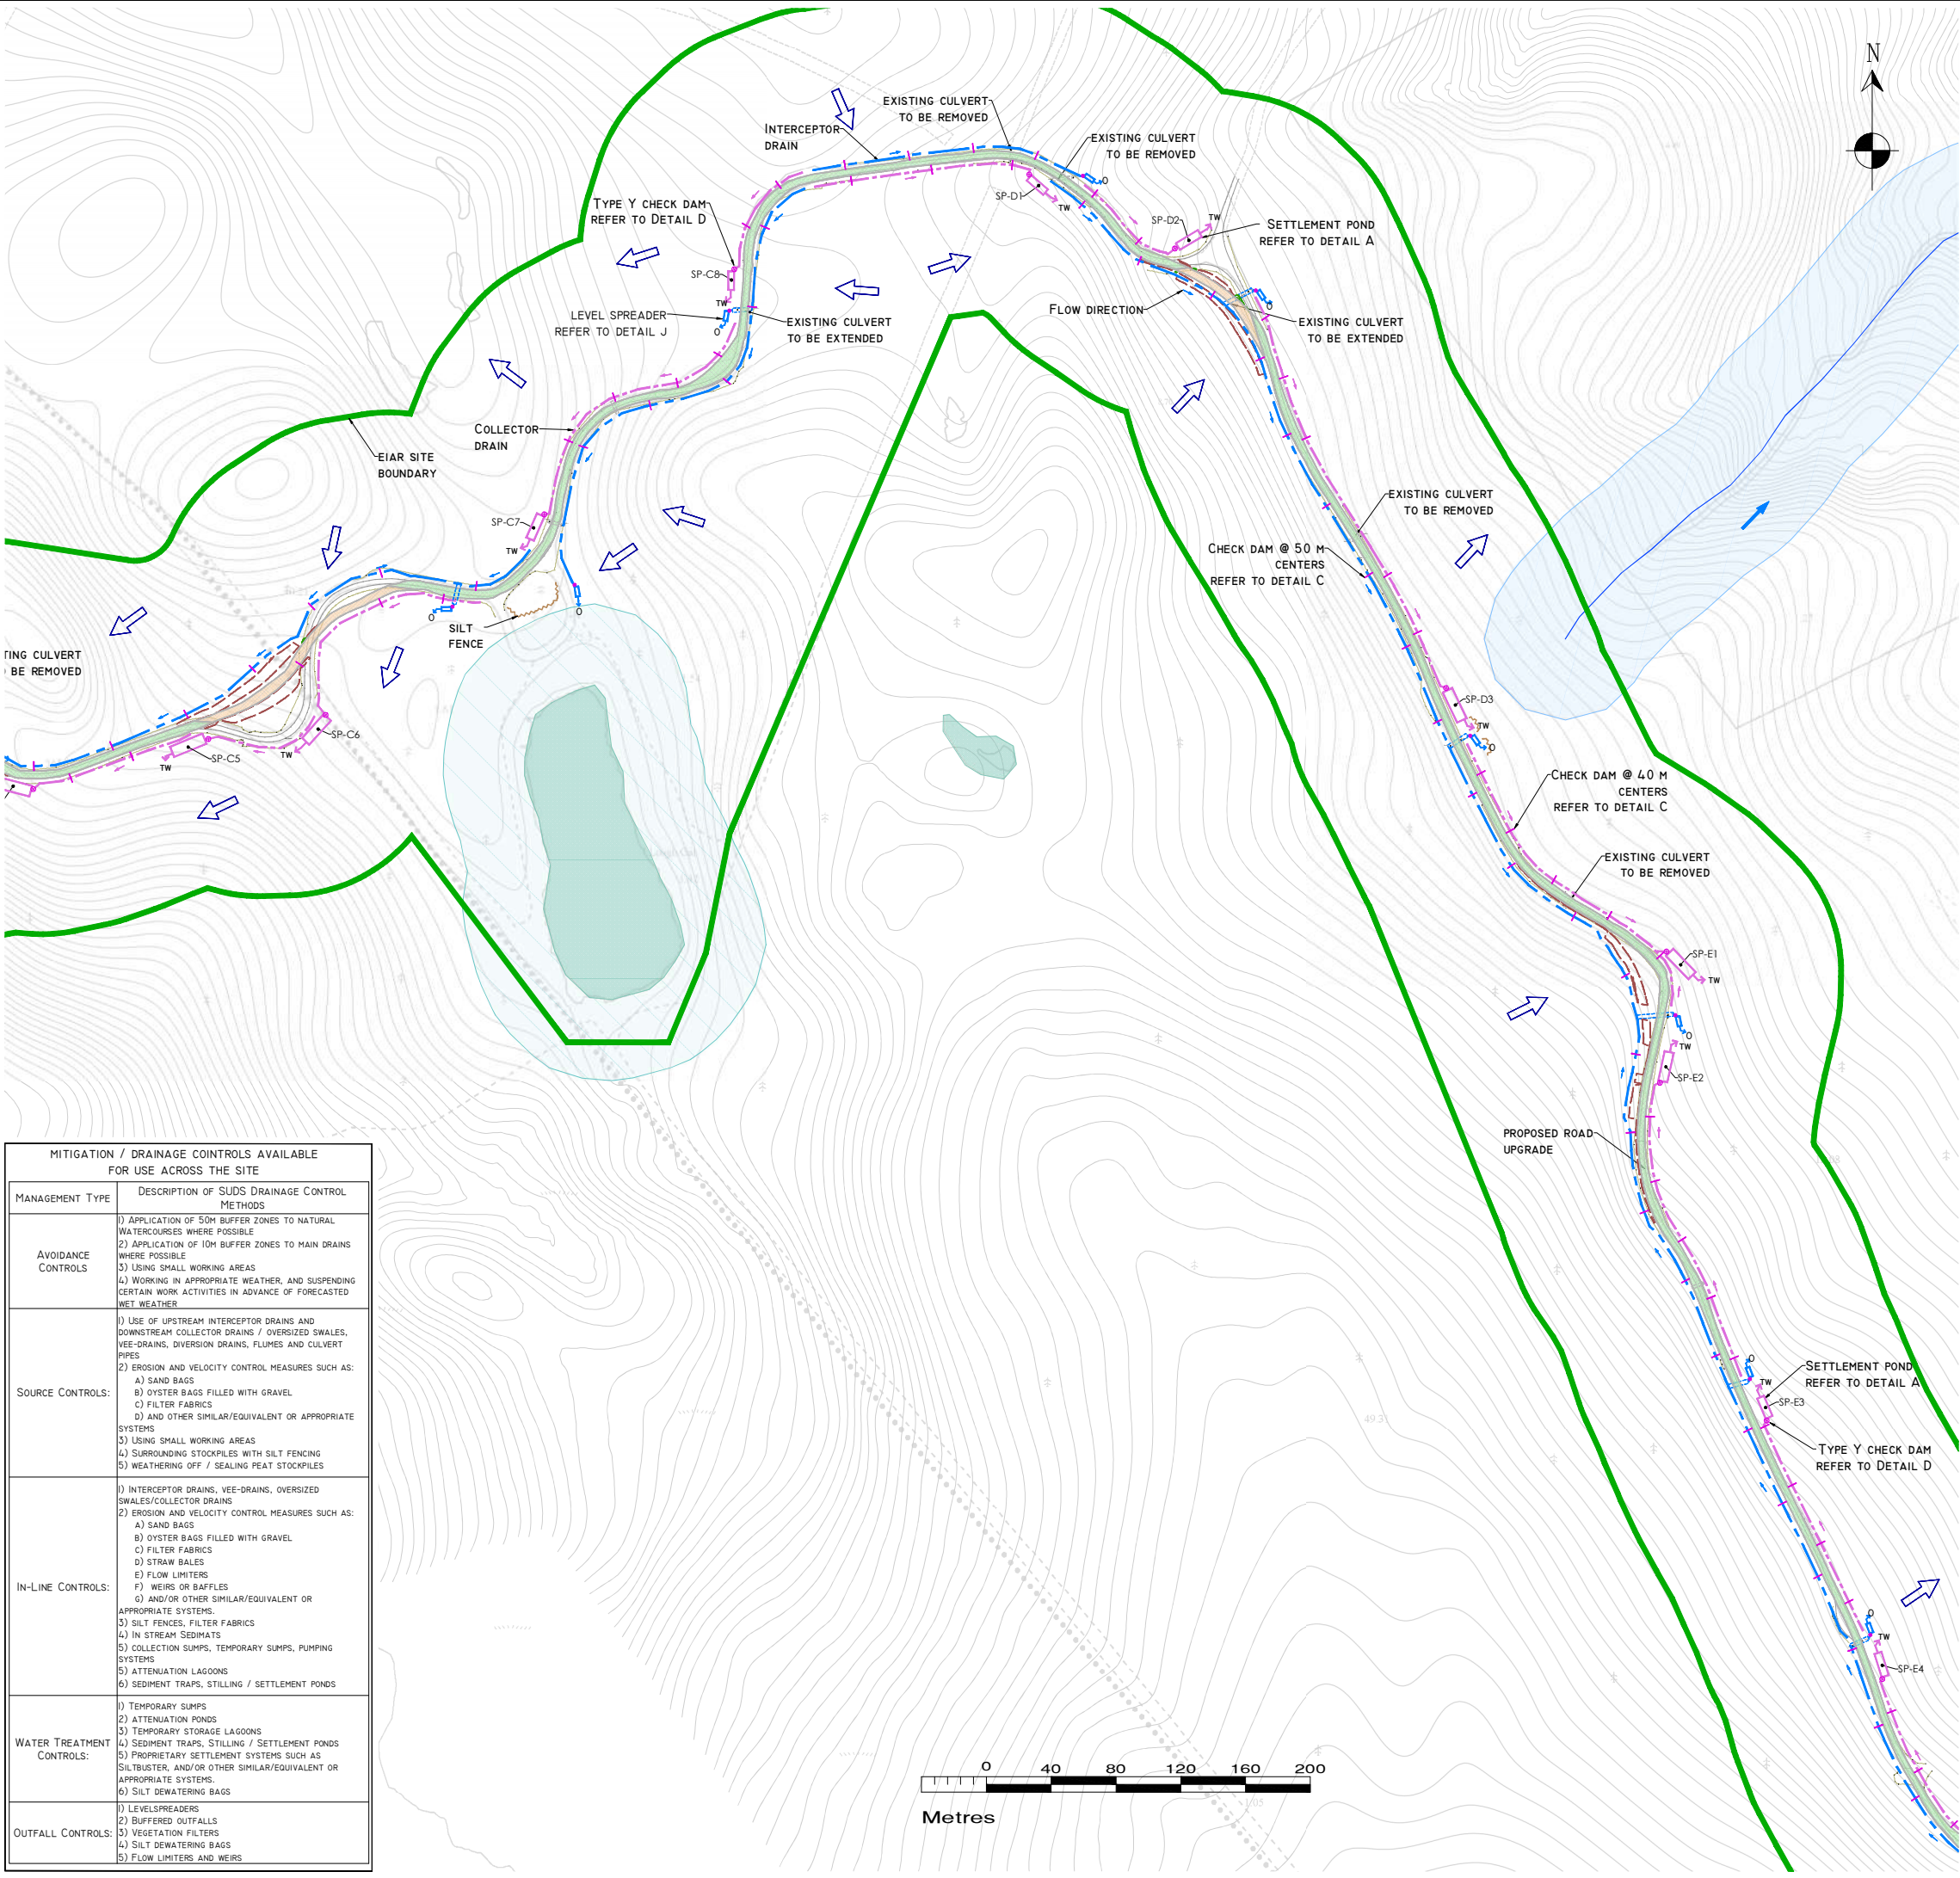 N
EXISTING CULVERT
TO BE REMOVED
INTERCEPTOR
DRAIN
EXISTING CULVERT
TO BE REMOVED
O
SP-D1
TW
TYPE Y CHECK DAM
REFER TO DETAIL D
SP-D2
TW
SETTLEMENT POND
REFER TO DETAIL A
SP-C8
TW
LEVEL SPREADER
REFER TO DETAIL J
O
EXISTING CULVERT
TO BE EXTENDED
FLOW DIRECTION
O
EXISTING CULVERT
TO BE EXTENDED
COLLECTOR
DRAIN
EIAR SITE
BOUNDARY
SP-C7
TW
EXISTING CULVERT
TO BE REMOVED
CHECK DAM @ 50 M
CENTERS
REFER TO DETAIL C
O
O
SILT
FENCE
TING CULVERT
BE REMOVED
SP-C6
TW
SP-C5
TW
SP-D3
TW
O
CHECK DAM @ 40 M
CENTERS
REFER TO DETAIL C
EXISTING CULVERT
TO BE REMOVED
SP-E1
TW
O
TW
SP-E2
PROPOSED ROAD
UPGRADE
O
TW
SETTLEMENT POND
REFER TO DETAIL A
SP-E3
TYPE Y CHECK DAM
REFER TO DETAIL D
O
TW
SP-E4
MITIGATION / DRAINAGE COINTROLS AVAILABLE
FOR USE ACROSS THE SITE
MANAGEMENT TYPE
DESCRIPTION OF SUDS DRAINAGE CONTROL
METHODS
AVOIDANCE
CONTROLS
1) APPLICATION OF 50M BUFFER ZONES TO NATURAL
WATERCOURSES WHERE POSSIBLE
2) APPLICATION OF 10M BUFFER ZONES TO MAIN DRAINS
WHERE POSSIBLE
3) USING SMALL WORKING AREAS
4) WORKING IN APPROPRIATE WEATHER, AND SUSPENDING
CERTAIN WORK ACTIVITIES IN ADVANCE OF FORECASTED
WET WEATHER
SOURCE CONTROLS:
1) USE OF UPSTREAM INTERCEPTOR DRAINS AND
DOWNSTREAM COLLECTOR DRAINS / OVERSIZED SWALES,
VEE-DRAINS, DIVERSION DRAINS, FLUMES AND CULVERT
PIPES
2) EROSION AND VELOCITY CONTROL MEASURES SUCH AS:
A) SAND BAGS
B) OYSTER BAGS FILLED WITH GRAVEL
C) FILTER FABRICS
D) AND OTHER SIMILAR/EQUIVALENT OR APPROPRIATE
SYSTEMS
3) USING SMALL WORKING AREAS
4) SURROUNDING STOCKPILES WITH SILT FENCING
5) WEATHERING OFF / SEALING PEAT STOCKPILES
IN-LINE CONTROLS:
1) INTERCEPTOR DRAINS, VEE-DRAINS, OVERSIZED
SWALES/COLLECTOR DRAINS
2) EROSION AND VELOCITY CONTROL MEASURES SUCH AS:
A) SAND BAGS
B) OYSTER BAGS FILLED WITH GRAVEL
C) FILTER FABRICS
D) STRAW BALES
E) FLOW LIMITERS
F) WEIRS OR BAFFLES
G) AND/OR OTHER SIMILAR/EQUIVALENT OR
APPROPRIATE SYSTEMS.
3) SILT FENCES, FILTER FABRICS
4) IN STREAM SEDIMATS
5) COLLECTION SUMPS, TEMPORARY SUMPS, PUMPING
SYSTEMS
5) ATTENUATION LAGOONS
6) SEDIMENT TRAPS, STILLING / SETTLEMENT PONDS
WATER TREATMENT
CONTROLS:
1) TEMPORARY SUMPS
2) ATTENUATION PONDS
3) TEMPORARY STORAGE LAGOONS
4) SEDIMENT TRAPS, STILLING / SETTLEMENT PONDS
5) PROPRIETARY SETTLEMENT SYSTEMS SUCH AS
SILTBUSTER, AND/OR OTHER SIMILAR/EQUIVALENT OR
APPROPRIATE SYSTEMS.
6) SILT DEWATERING BAGS
OUTFALL CONTROLS:
1) LEVELSPREADERS
2) BUFFERED OUTFALLS
3) VEGETATION FILTERS
4) SILT DEWATERING BAGS
5) FLOW LIMITERS AND WEIRS
0 40 80 120 160 200
Metres